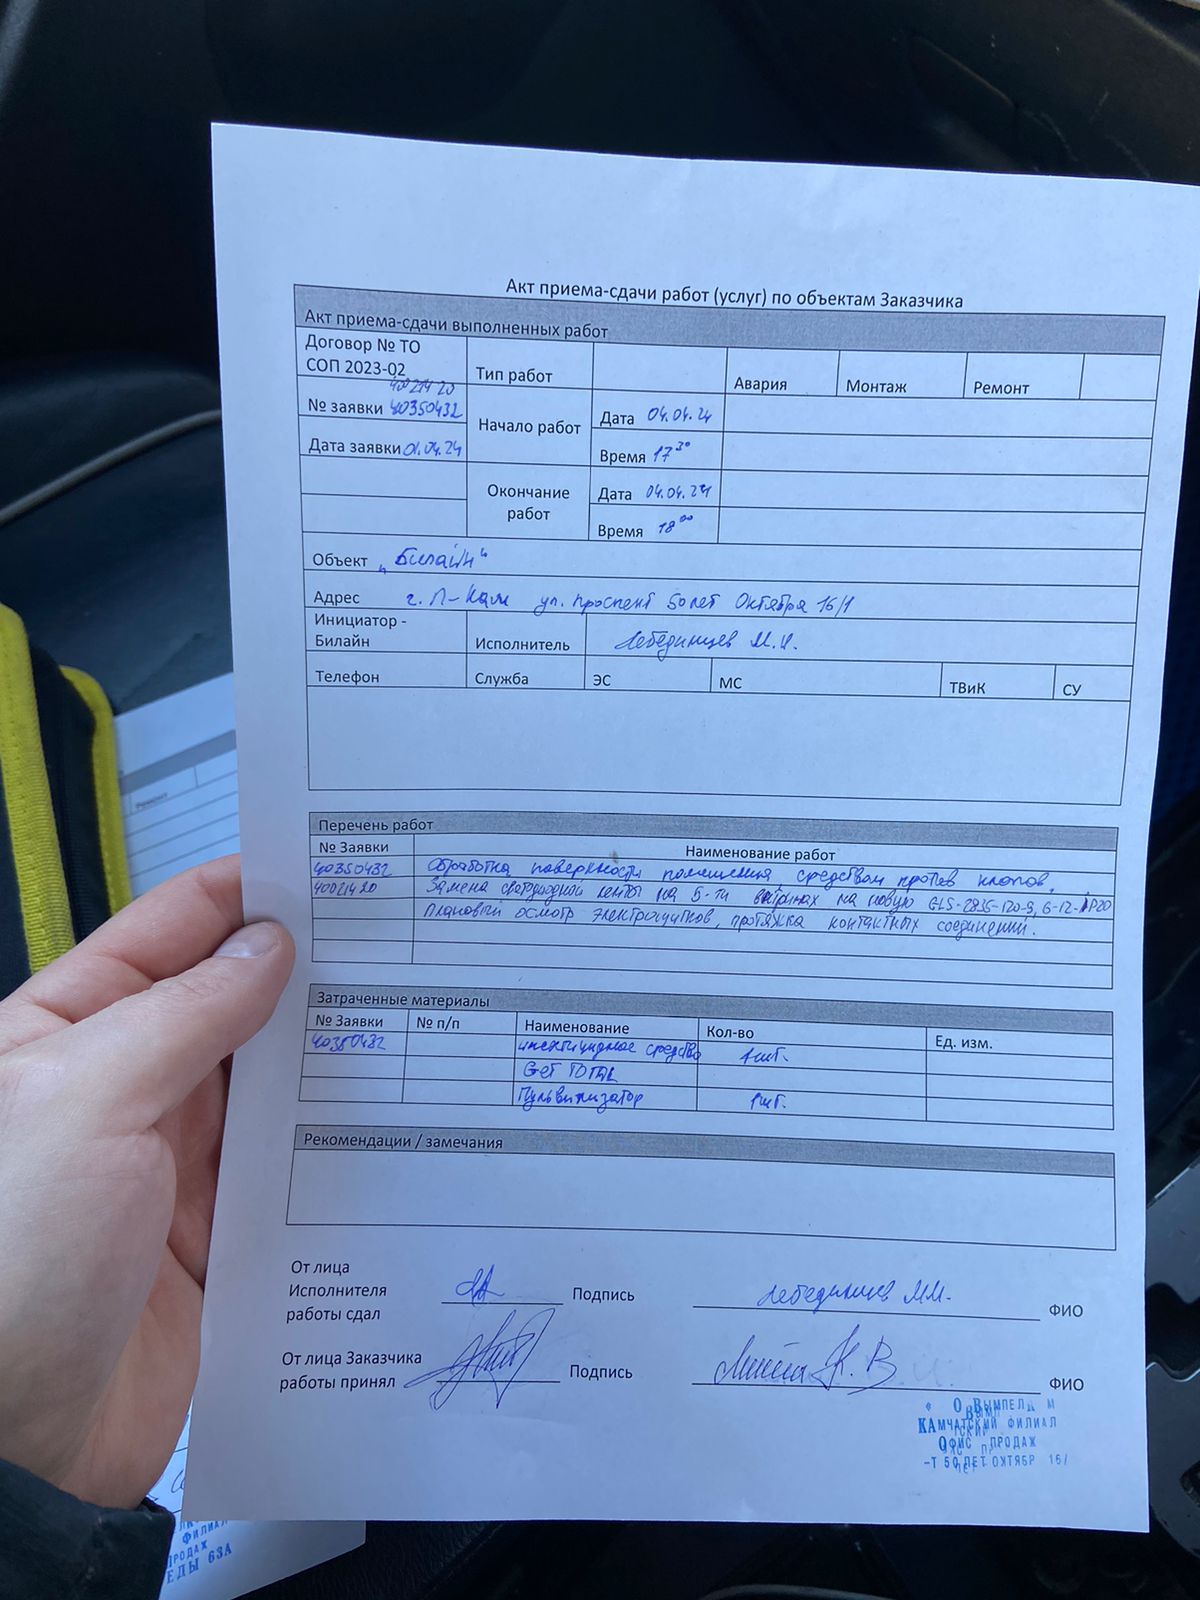 Акт приема-сдачи работ (услуг) по объектам Заказчика
Акт приема-сдачи выполненных работ
Договор № ТО
СОП 2023-02
Тип работ Авария Монтаж Ремонт
40021420
№ заявки 40350432
Начало работ Дата 04.04.24
Дата заявки 01.04.24
Время 17 30
Окончание работ Дата 04.04.24
Время 18 00
Объект „Билайн"
Адрес г. П-Кам ул. проспект 50 лет Октября 16/1
Инициатор -
Билайн
Исполнитель Лебединцев М.И.
Телефон Служба ЭС МС ТВиК СУ
Перечень работ
№ Заявки Наименование работ
40350432 Обработка поверхности помещения средством против клопов.
40021420 Замена светодиодной ленты на 5-ти витринах на новую GLS-2835-120-9,6-12-IP20
Плановый осмотр электрощитков, протяжка контактных соединений.
Затраченные материалы
№ Заявки № п/п Наименование Кол-во Ед. изм.
40350432 инсектицидное средство 1шт.
GET TOTAL
Пульвилизатор 1шт.
Рекомендации / замечания
От лица
Исполнителя
работы сдал
Подпись Лебединцев М.И. ФИО
От лица Заказчика
работы принял
Подпись К. В ФИО
КАМЧАТСКИЙ ФИЛИАЛ
ОФИС ПРОДАЖ
-Т 50 ЛЕТ ОКТЯБР 16/
Ремонт
ФИЛИАЛ
ПРОДАЖ
ЕДЫ 63А